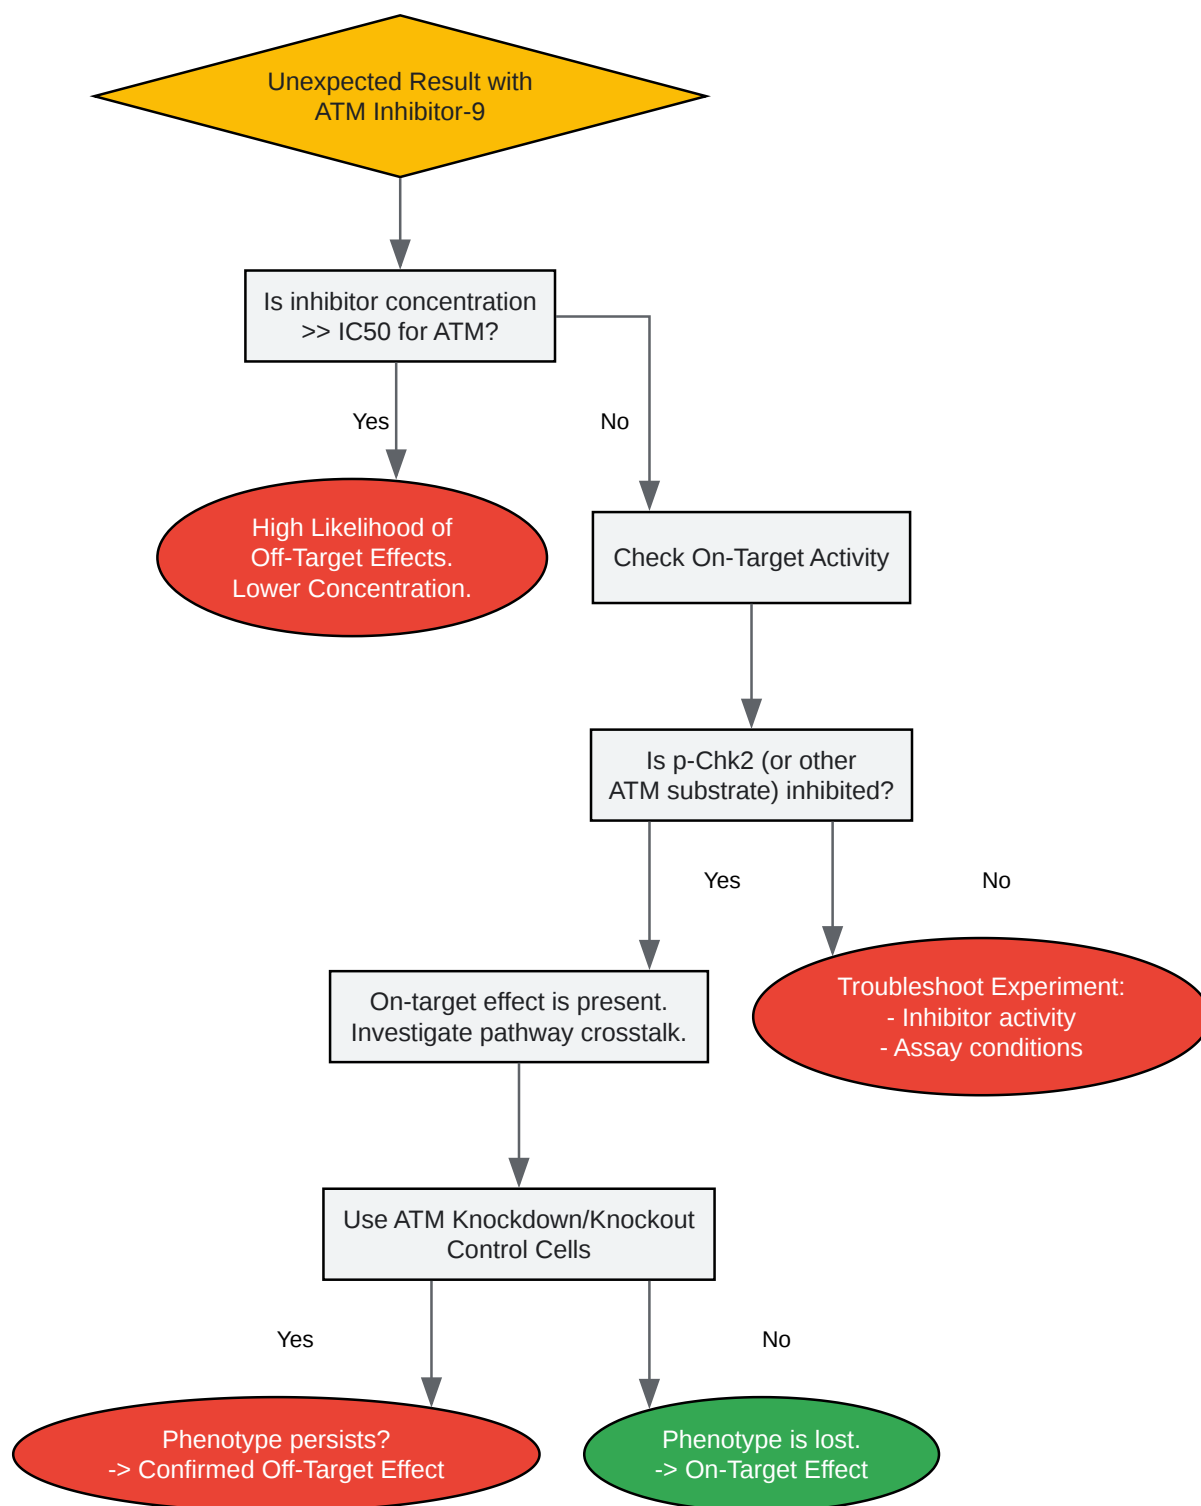 Unexpected Result with
ATM Inhibitor-9
Is inhibitor concentration
>> IC50 for ATM?
Yes
No
High Likelihood of
Off-Target Effects.
Lower Concentration.
Check On-Target Activity
Is p-Chk2 (or other
ATM substrate) inhibited?
Yes
No
On-target effect is present.
Investigate pathway crosstalk.
Troubleshoot Experiment:
- Inhibitor activity
- Assay conditions
Use ATM Knockdown/Knockout
Control Cells
Yes
No
Phenotype persists?
-> Confirmed Off-Target Effect
Phenotype is lost.
-> On-Target Effect